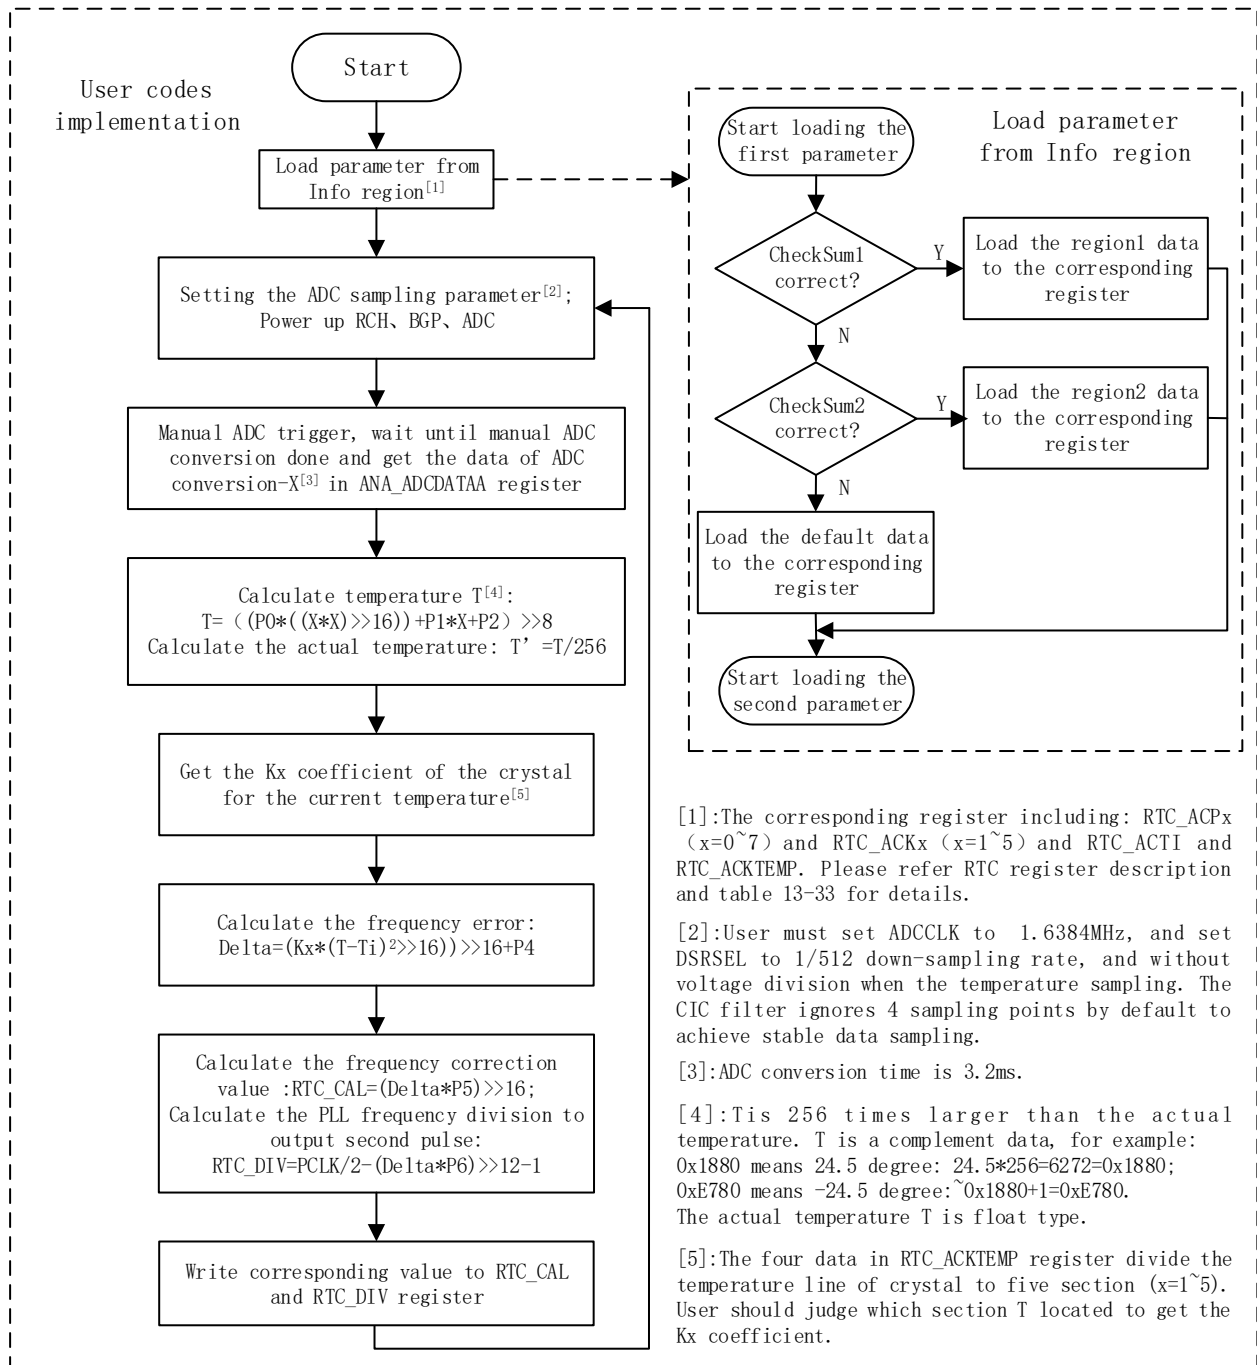 Start
User codes
implementation
Load parameter from
Info region[1]
Setting the ADC sampling parameter[2];
Power up RCH、BGP、ADC
Manual ADC trigger, wait until manual ADC
conversion done and get the data of ADC
conversion-X[3] in ANA_ADCDATAA register
Calculate temperature T[4]:
T=（(P0*((X*X)>>16))+P1*X+P2）>>8
Calculate the actual temperature: T’=T/256
Get the Kx coefficient of the crystal
for the current temperature[5]
Calculate the frequency error:
Delta=(Kx*(T-Ti)²>>16))>>16+P4
Calculate the frequency correction
value :RTC_CAL=(Delta*P5)>>16;
Calculate the PLL frequency division to
output second pulse:
RTC_DIV=PCLK/2-(Delta*P6)>>12-1
Write corresponding value to RTC_CAL
and RTC_DIV register
Load parameter
from Info region
Start loading the
first parameter
CheckSum1
correct?
Y
Load the region1 data
to the corresponding
register
N
CheckSum2
correct?
Y
Load the region2 data
to the corresponding
register
N
Load the default data
to the corresponding
register
Start loading the
second parameter
[1]:The corresponding register including: RTC_ACPx
（x=0~7）and RTC_ACKx（x=1~5）and RTC_ACTI and
RTC_ACKTEMP. Please refer RTC register description
and table 13-33 for details.
[2]:User must set ADCCLK to 1.6384MHz, and set
DSRSEL to 1/512 down-sampling rate, and without
voltage division when the temperature sampling. The
CIC filter ignores 4 sampling points by default to
achieve stable data sampling.
[3]:ADC conversion time is 3.2ms.
[4]:Tis 256 times larger than the actual
temperature. T is a complement data, for example:
0x1880 means 24.5 degree: 24.5*256=6272=0x1880;
0xE780 means -24.5 degree:~0x1880+1=0xE780.
The actual temperature T is float type.
[5]:The four data in RTC_ACKTEMP register divide the
temperature line of crystal to five section (x=1~5).
User should judge which section T located to get the
Kx coefficient.